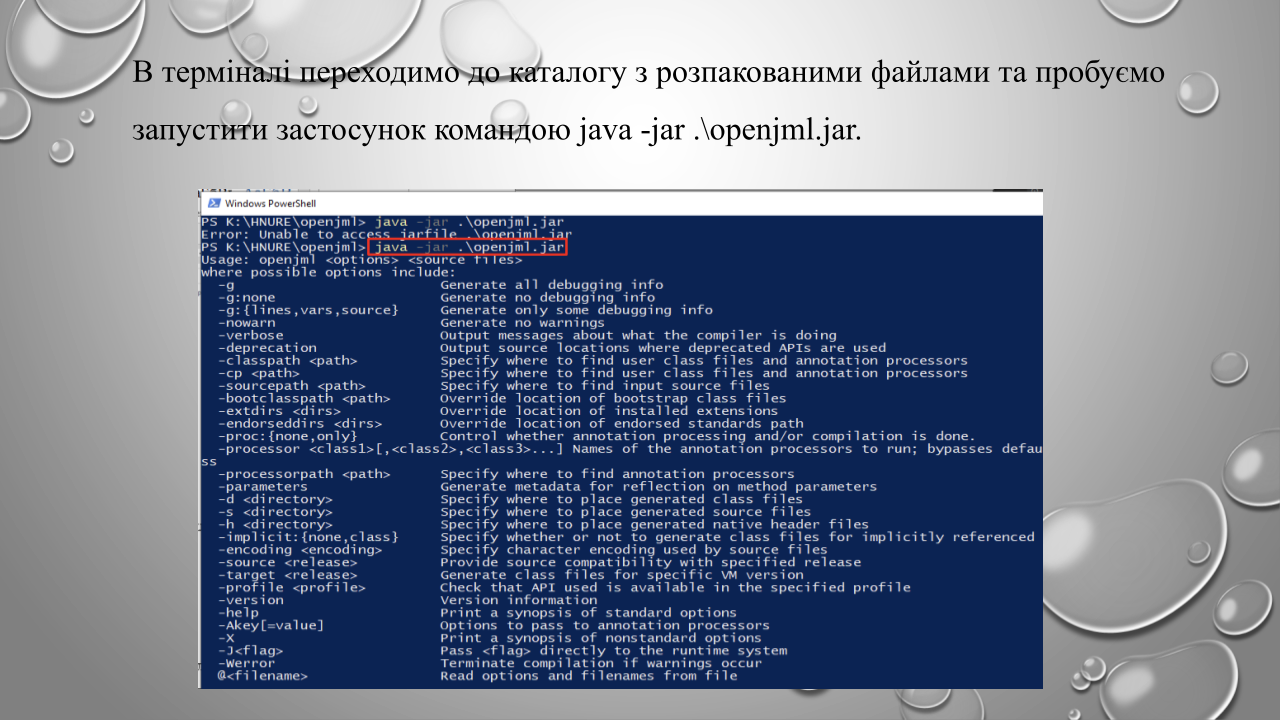 В терміналі переходимо до каталогу з розпакованими файлами та пробуємо
запустити застосунок командою java -jar .\openjml.jar.
Windows PowerShell
PS K:\HNURE\openjml> java -jar .\openjml.jar
Error: Unable to access jarfile .\openjml.jar
PS K:\HNURE\openjml> java -jar .\openjml.jar
Usage: openjml <options> <source files>
where possible options include:
-g Generate all debugging info
-g:none Generate no debugging info
-g:{lines,vars,source} Generate only some debugging info
-nowarn Generate no warnings
-verbose Output messages about what the compiler is doing
-deprecation Output source locations where deprecated APIs are used
-classpath <path> Specify where to find user class files and annotation processors
-cp <path> Specify where to find user class files and annotation processors
-sourcepath <path> Specify where to find input source files
-bootclasspath <path> Override location of bootstrap class files
-extdirs <dirs> Override location of installed extensions
-endorseddirs <dirs> Override location of endorsed standards path
-proc:{none,only} Control whether annotation processing and/or compilation is done.
-processor <class1>[,<class2>,<class3>...] Names of the annotation processors to run; bypasses defau
ss
-processorpath <path> Specify where to find annotation processors
-parameters Generate metadata for reflection on method parameters
-d <directory> Specify where to place generated class files
-s <directory> Specify where to place generated source files
-h <directory> Specify where to place generated native header files
-implicit:{none,class} Specify whether or not to generate class files for implicitly referenced
-encoding <encoding> Specify character encoding used by source files
-source <release> Provide source compatibility with specified release
-target <release> Generate class files for specific VM version
-profile <profile> Check that API used is available in the specified profile
-version Version information
-help Print a synopsis of standard options
-Akey[=value] Options to pass to annotation processors
-X Print a synopsis of nonstandard options
-J<flag> Pass <flag> directly to the runtime system
-Werror Terminate compilation if warnings occur
@<filename> Read options and filenames from file